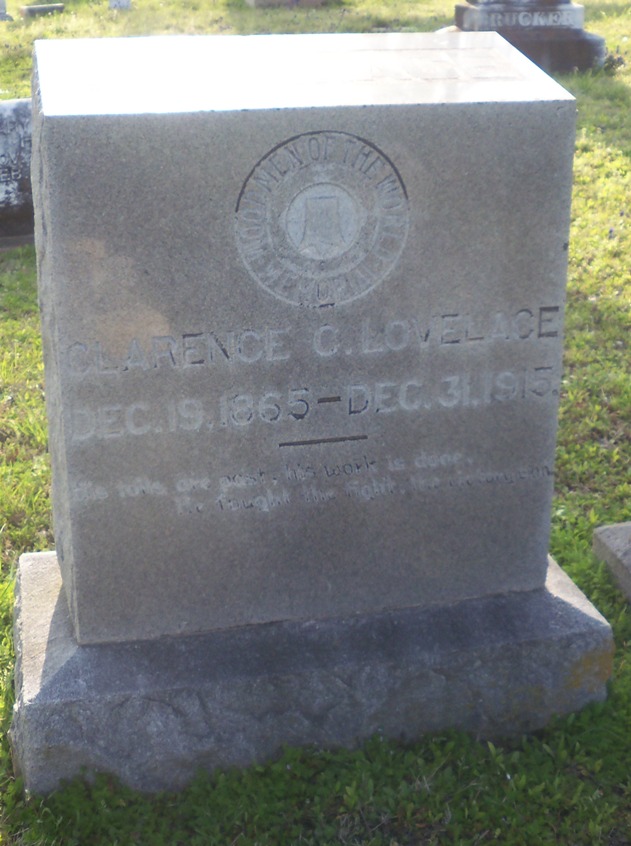 RUCKER
WOODMEN OF THE WORLD
MEMORIAL
CLARENCE C. LOVELACE
DEC. 19. 1865 – DEC. 31. 1915.
His toils are past, his work is done,
He fought the fight, the victory won.